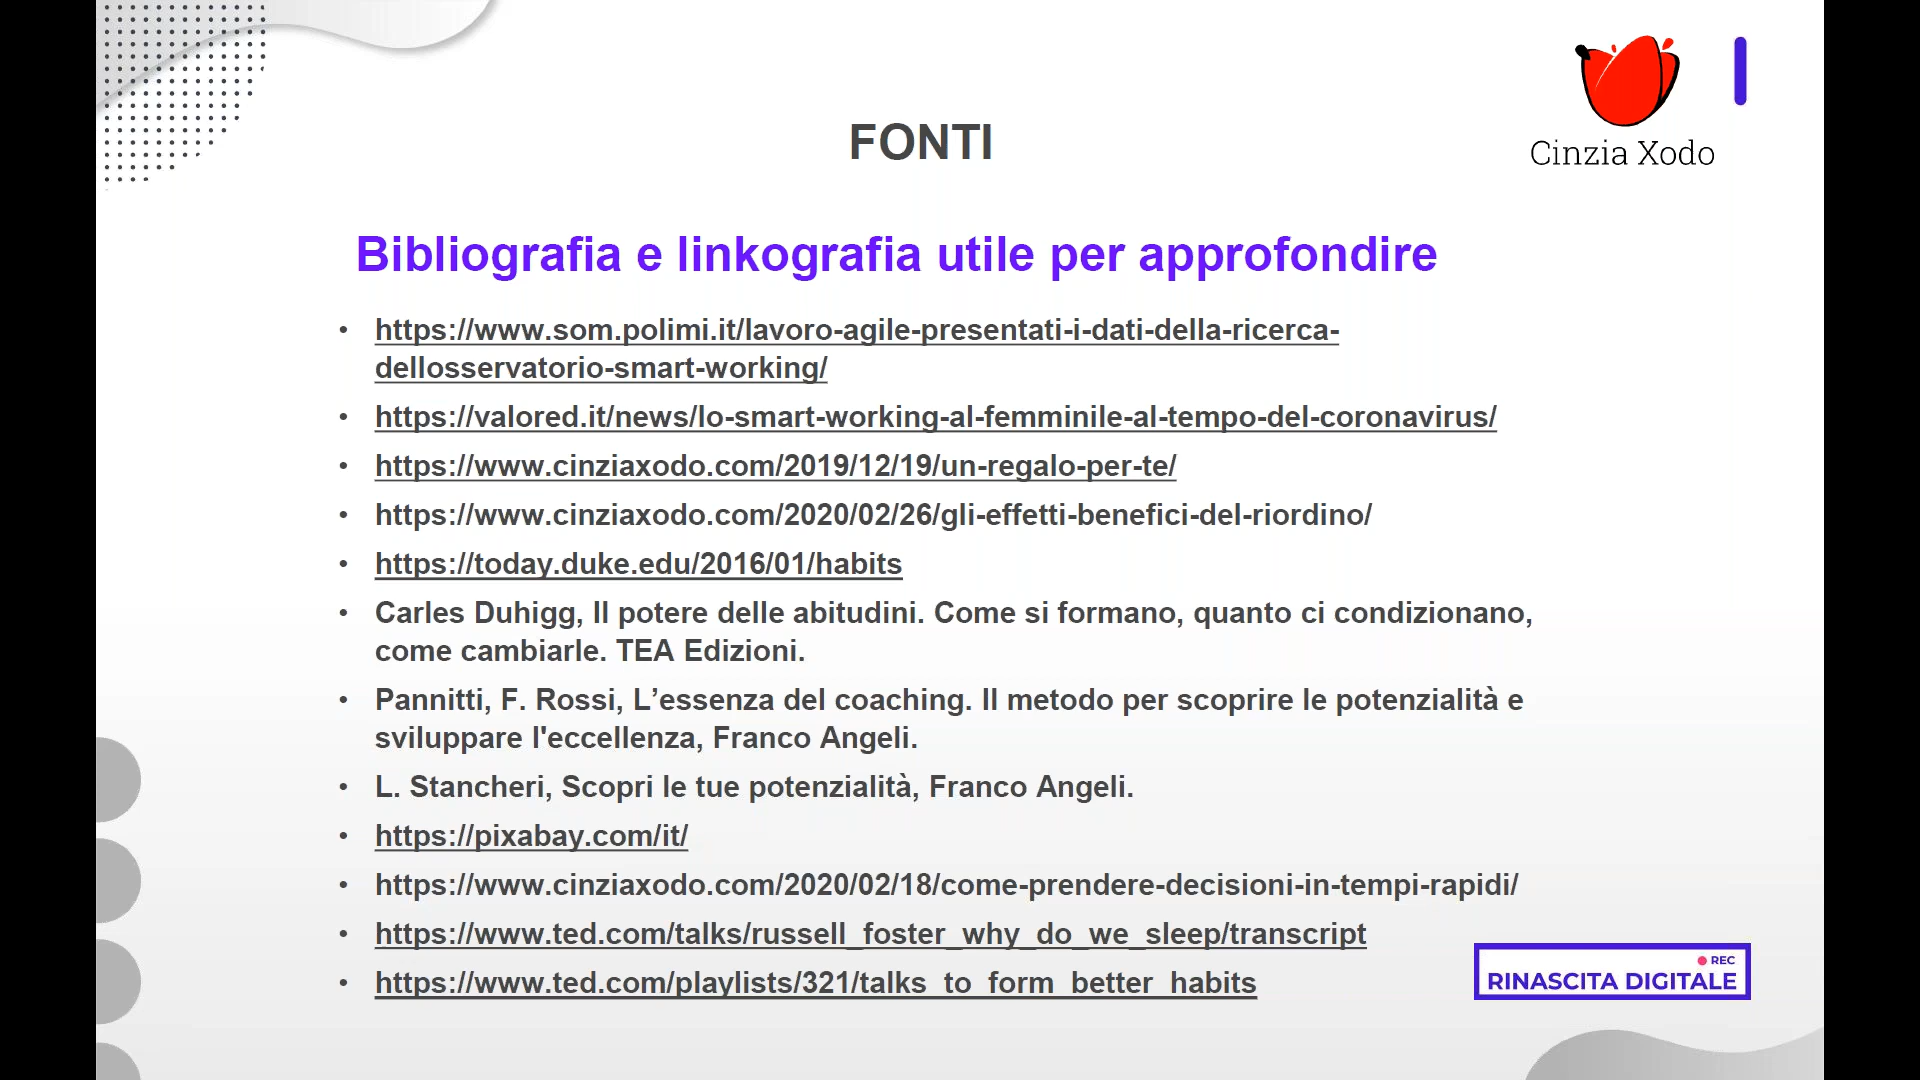 Cinzia Xodo
FONTI
Bibliografia e linkografia utile per approfondire
• https://www.som.polimi.it/lavoro-agile-presentati-i-dati-della-ricerca-
dellosservatorio-smart-working/
• https://valored.it/news/lo-smart-working-al-femminile-al-tempo-del-coronavirus/
• https://www.cinziaxodo.com/2019/12/19/un-regalo-per-te/
• https://www.cinziaxodo.com/2020/02/26/gli-effetti-benefici-del-riordino/
• https://today.duke.edu/2016/01/habits
• Carles Duhigg, Il potere delle abitudini. Come si formano, quanto ci condizionano,
come cambiarle. TEA Edizioni.
• Pannitti, F. Rossi, L’essenza del coaching. Il metodo per scoprire le potenzialità e
sviluppare l'eccellenza, Franco Angeli.
• L. Stancheri, Scopri le tue potenzialità, Franco Angeli.
• https://pixabay.com/it/
• https://www.cinziaxodo.com/2020/02/18/come-prendere-decisioni-in-tempi-rapidi/
• https://www.ted.com/talks/russell_foster_why_do_we_sleep/transcript
• https://www.ted.com/playlists/321/talks_to_form_better_habits
REC
RINASCITA DIGITALE